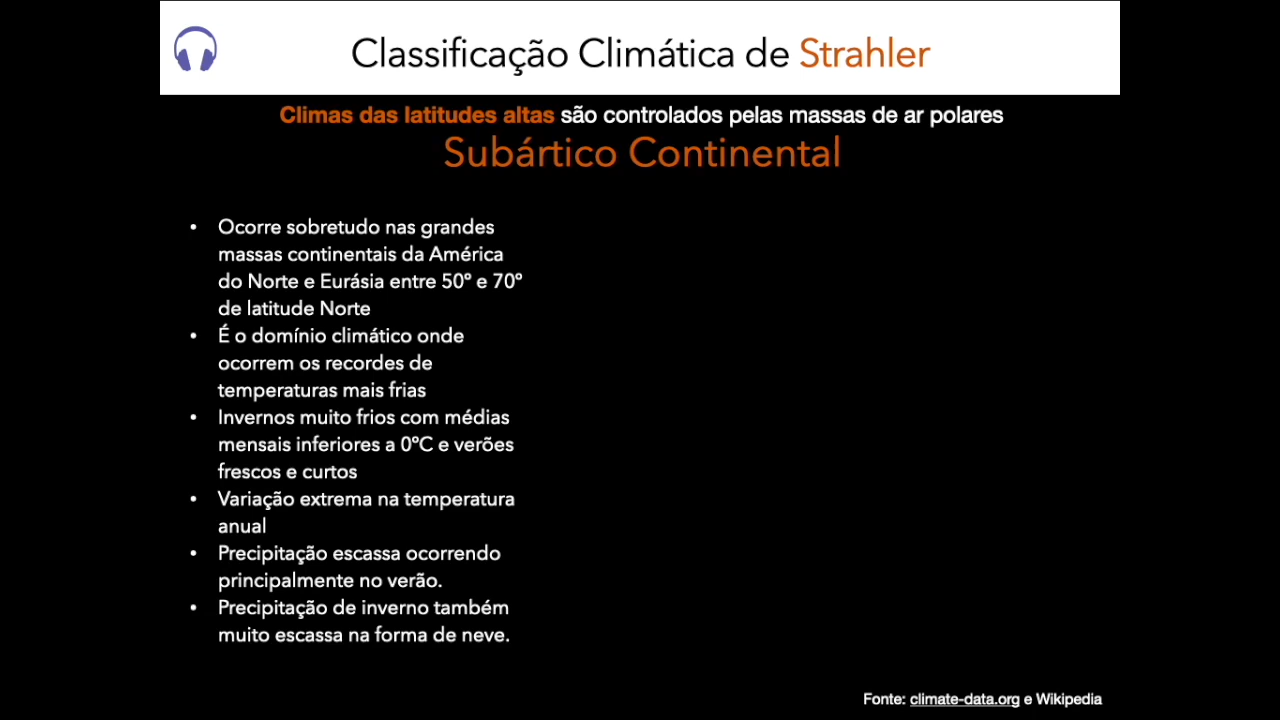 Classificação Climática de Strahler
Climas das latitudes altas são controlados pelas massas de ar polares
Subártico Continental
• Ocorre sobretudo nas grandes
massas continentais da América
do Norte e Eurásia entre 50º e 70º
de latitude Norte
• É o domínio climático onde
ocorrem os recordes de
temperaturas mais frias
• Invernos muito frios com médias
mensais inferiores a 0ºC e verões
frescos e curtos
• Variação extrema na temperatura
anual
• Precipitação escassa ocorrendo
principalmente no verão.
• Precipitação de inverno também
muito escassa na forma de neve.
Fonte: climate-data.org e Wikipedia